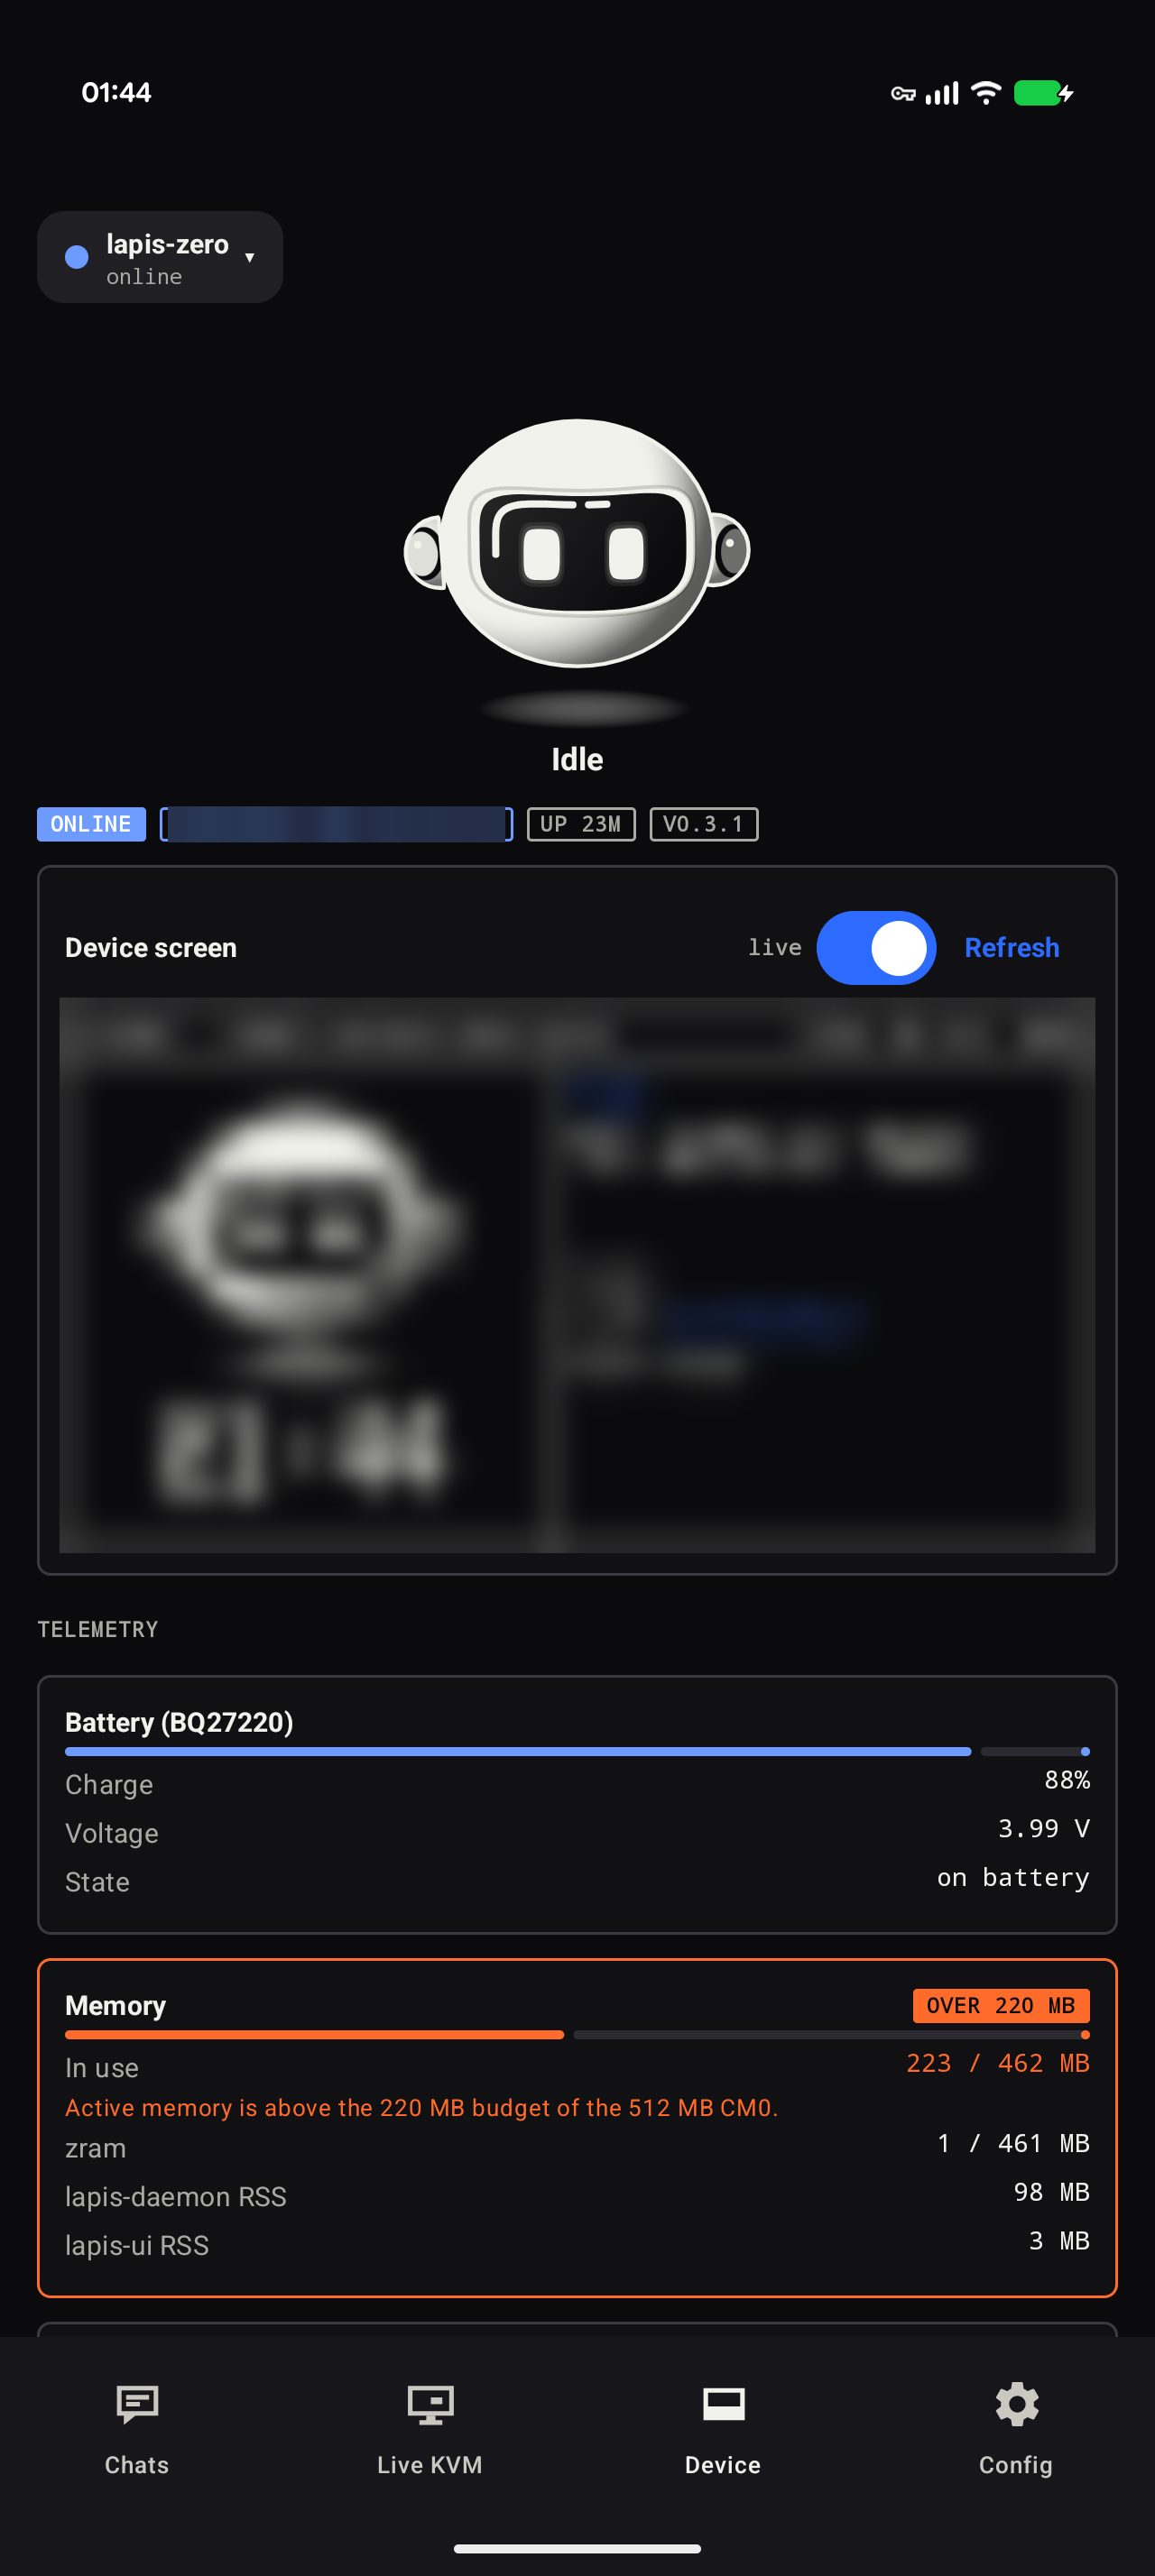 01:44
lapis-zero
online
Idle
ONLINE
UP 23M
V0.3.1
Device screen
live
Refresh
TELEMETRY
Battery (BQ27220)
Charge
88%
Voltage
3.99 V
State
on battery
Memory
OVER 220 MB
In use
223 / 462 MB
Active memory is above the 220 MB budget of the 512 MB CM0.
zram
1 / 461 MB
lapis-daemon RSS
98 MB
lapis-ui RSS
3 MB
Chats
Live KVM
Device
Config